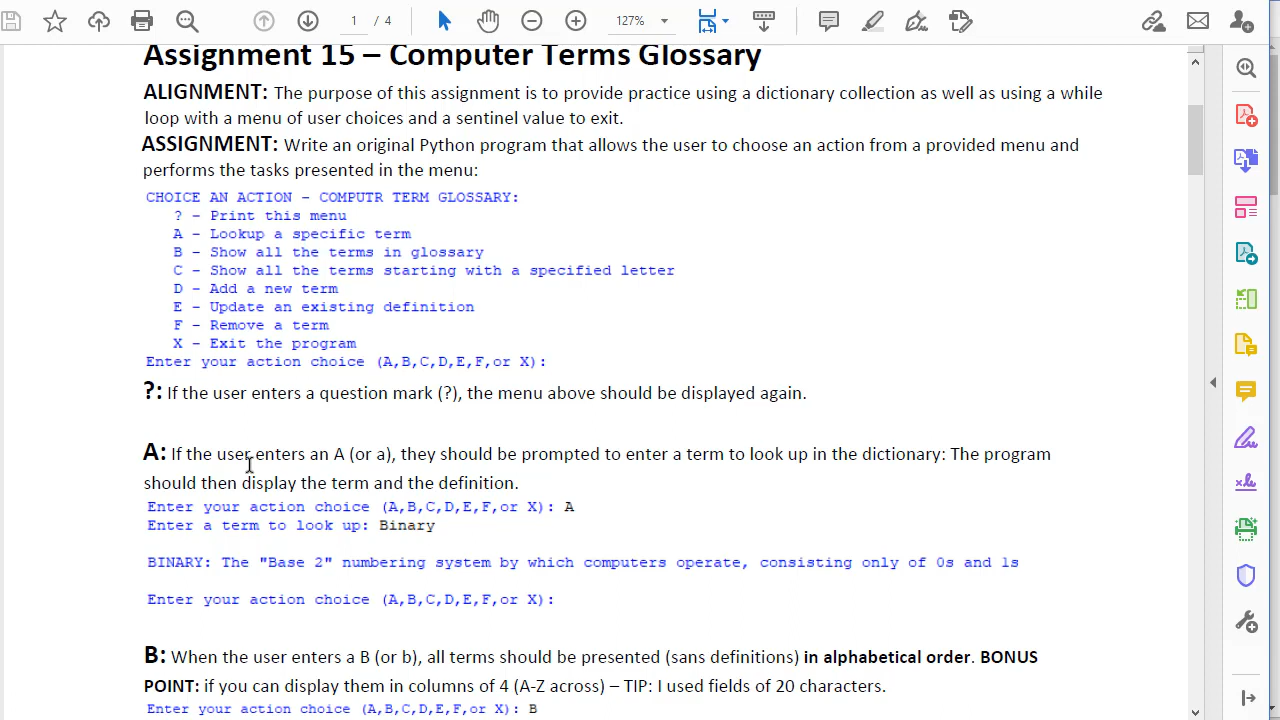 1 / 4
127%
Assignment 15 – Computer Terms Glossary
ALIGNMENT: The purpose of this assignment is to provide practice using a dictionary collection as well as using a while
loop with a menu of user choices and a sentinel value to exit.
ASSIGNMENT: Write an original Python program that allows the user to choose an action from a provided menu and
performs the tasks presented in the menu:
CHOICE AN ACTION - COMPUTR TERM GLOSSARY:
? - Print this menu
A - Lookup a specific term
B - Show all the terms in glossary
C - Show all the terms starting with a specified letter
D - Add a new term
E - Update an existing definition
F - Remove a term
X - Exit the program
Enter your action choice (A,B,C,D,E,F,or X):
?: If the user enters a question mark (?), the menu above should be displayed again.
A: If the user enters an A (or a), they should be prompted to enter a term to look up in the dictionary: The program
should then display the term and the definition.
Enter your action choice (A,B,C,D,E,F,or X): A
Enter a term to look up: Binary
BINARY: The "Base 2" numbering system by which computers operate, consisting only of 0s and 1s
Enter your action choice (A,B,C,D,E,F,or X):
B: When the user enters a B (or b), all terms should be presented (sans definitions) in alphabetical order. BONUS
POINT: if you can display them in columns of 4 (A-Z across) – TIP: I used fields of 20 characters.
Enter your action choice (A,B,C,D,E,F,or X): B